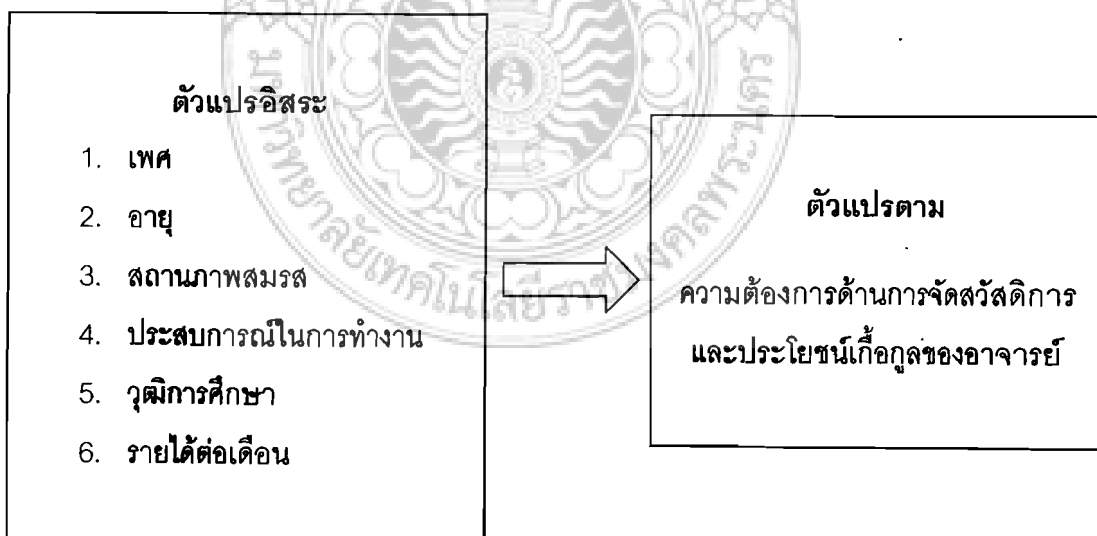 ตัวแปรอิสระ
1. เพศ
2. อายุ
3. สถานภาพสมรส
4. ประสบการณ์ในการทำงาน
5. วุฒิการศึกษา
6. รายได้ต่อเดือน
ตัวแปรตาม
ความต้องการด้านการจัดสวัสดิการ
และประโยชน์เกื้อกูลของอาจารย์